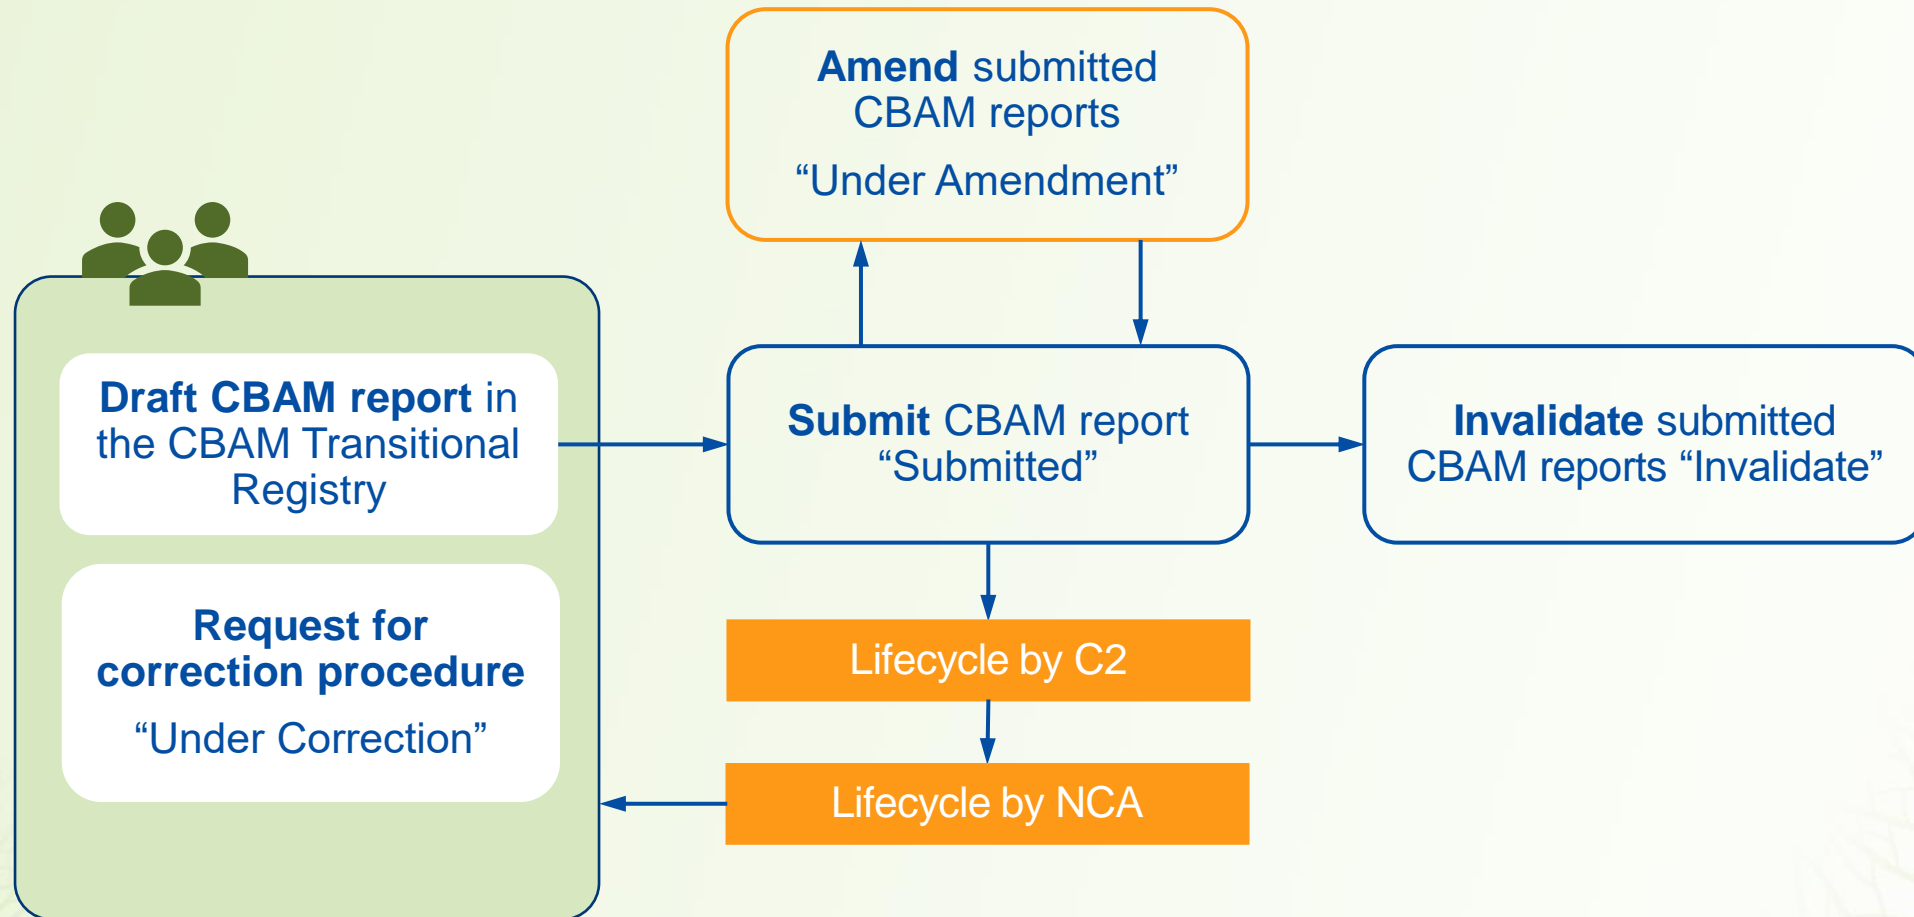 Amend submitted
CBAM reports
“Under Amendment”
Draft CBAM report in
the CBAM Transitional
Registry
Submit CBAM report
“Submitted”
Invalidate submitted
CBAM reports “Invalidate”
Request for
correction procedure
“Under Correction”
Lifecycle by C2
Lifecycle by NCA